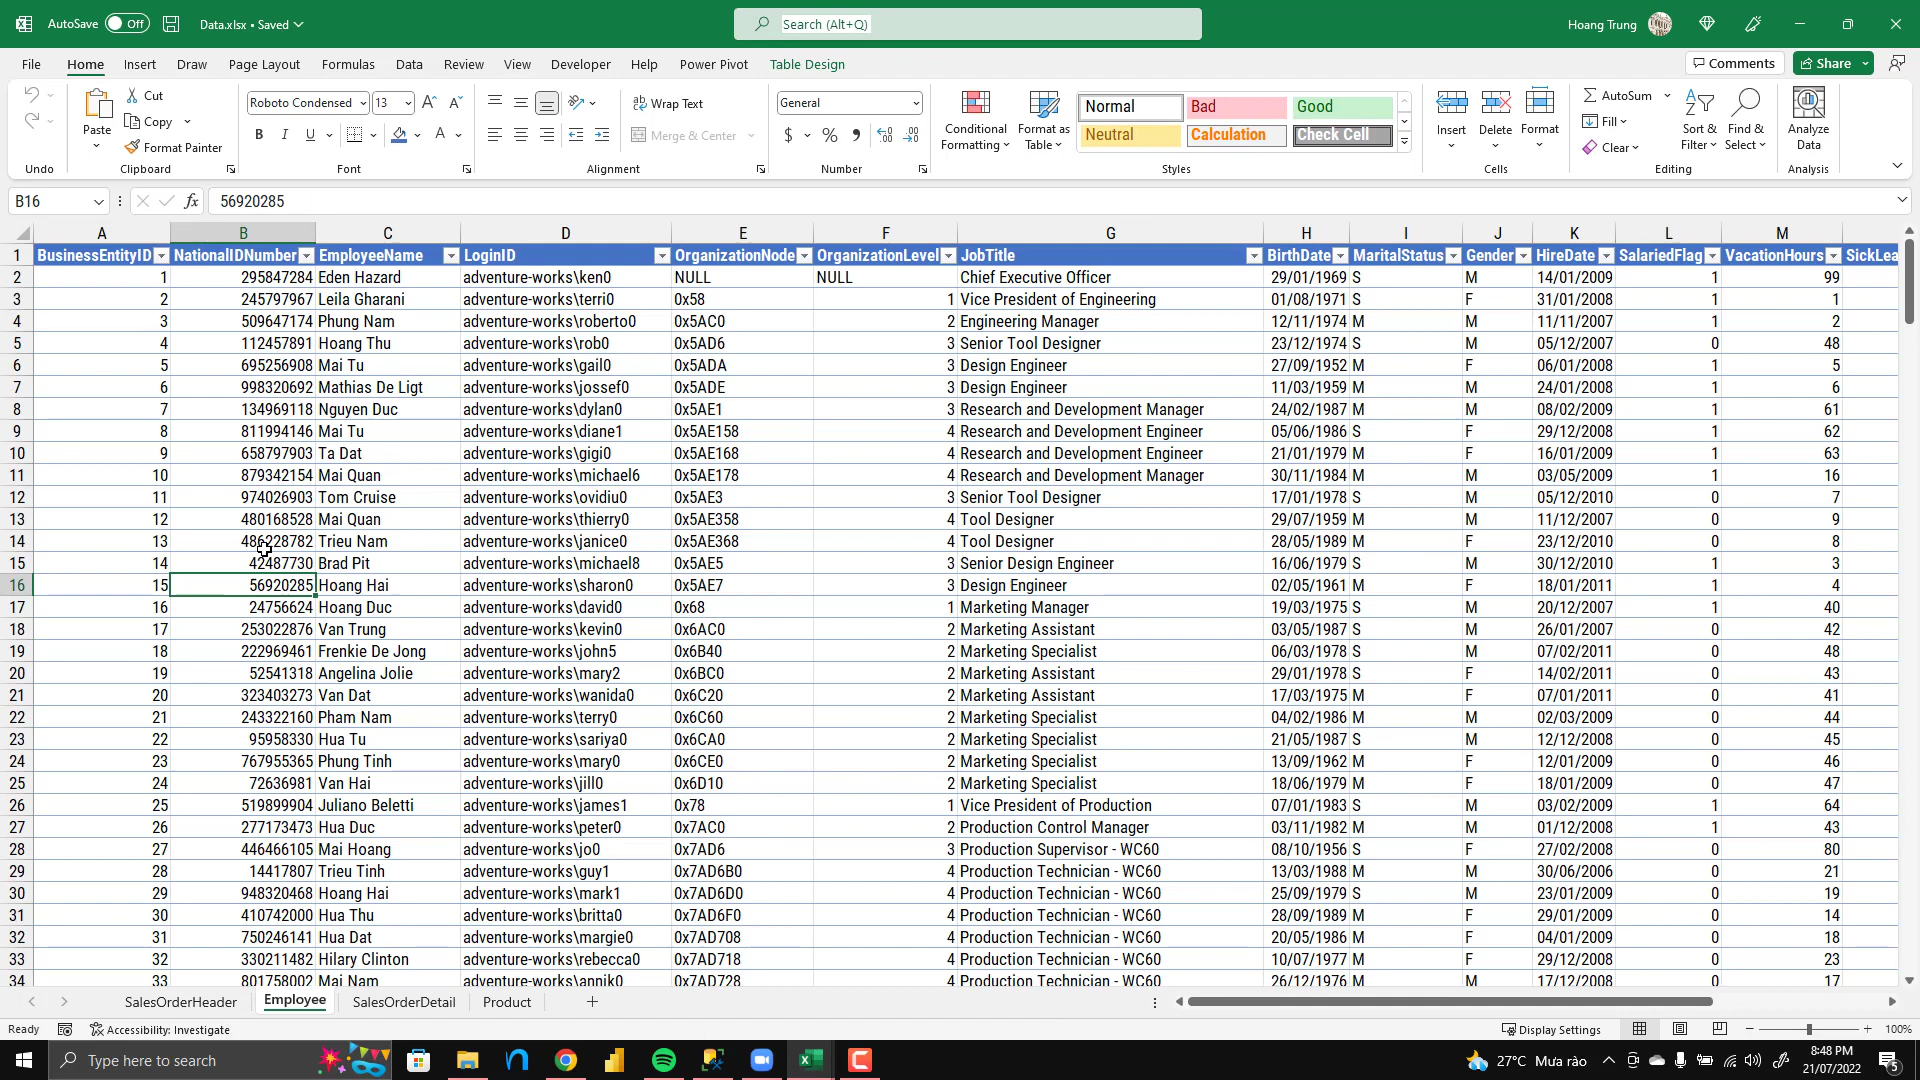 AutoSave Off Data.xlsx • Saved Search (Alt+Q) Hoang Trung
File Home Insert Draw Page Layout Formulas Data Review View Developer Help Power Pivot Table Design Comments Share
Cut Roboto Condensed 13 Wrap Text General Normal Bad Good AutoSum
Paste Copy Conditional Formatting Format as Table Insert Delete Format Fill Sort & Filter Find & Select Analyze Data
Format Painter B I U A Merge & Center $ % Neutral Calculation Check Cell Clear
Undo Clipboard Font Alignment Number Styles Cells Editing Analysis
B16 fx 56920285
A B C D E F G H I J K L M
1 BusinessEntityID NationalIDNumber EmployeeName LoginID OrganizationNode OrganizationLevel JobTitle BirthDate MaritalStatus Gender HireDate SalariedFlag VacationHours SickLea
2 1 295847284 Eden Hazard adventure-works\ken0 NULL NULL Chief Executive Officer 29/01/1969 S M 14/01/2009 1 99
3 2 245797967 Leila Gharani adventure-works\terri0 0x58 1 Vice President of Engineering 01/08/1971 S F 31/01/2008 1 1
4 3 509647174 Phung Nam adventure-works\roberto0 0x5AC0 2 Engineering Manager 12/11/1974 M M 11/11/2007 1 2
5 4 112457891 Hoang Thu adventure-works\rob0 0x5AD6 3 Senior Tool Designer 23/12/1974 S M 05/12/2007 0 48
6 5 695256908 Mai Tu adventure-works\gail0 0x5ADA 3 Design Engineer 27/09/1952 M F 06/01/2008 1 5
7 6 998320692 Mathias De Ligt adventure-works\jossef0 0x5ADE 3 Design Engineer 11/03/1959 M M 24/01/2008 1 6
8 7 134969118 Nguyen Duc adventure-works\dylan0 0x5AE1 3 Research and Development Manager 24/02/1987 M M 08/02/2009 1 61
9 8 811994146 Mai Tu adventure-works\diane1 0x5AE158 4 Research and Development Engineer 05/06/1986 S F 29/12/2008 1 62
10 9 658797903 Ta Dat adventure-works\gigi0 0x5AE168 4 Research and Development Engineer 21/01/1979 M F 16/01/2009 1 63
11 10 879342154 Mai Quan adventure-works\michael6 0x5AE178 4 Research and Development Manager 30/11/1984 M M 03/05/2009 1 16
12 11 974026903 Tom Cruise adventure-works\ovidiu0 0x5AE3 3 Senior Tool Designer 17/01/1978 S M 05/12/2010 0 7
13 12 480168528 Mai Quan adventure-works\thierry0 0x5AE358 4 Tool Designer 29/07/1959 M M 11/12/2007 0 9
14 13 486228782 Trieu Nam adventure-works\janice0 0x5AE368 4 Tool Designer 28/05/1989 M F 23/12/2010 0 8
15 14 42487730 Brad Pit adventure-works\michael8 0x5AE5 3 Senior Design Engineer 16/06/1979 S M 30/12/2010 1 3
16 15 56920285 Hoang Hai adventure-works\sharon0 0x5AE7 3 Design Engineer 02/05/1961 M F 18/01/2011 1 4
17 16 24756624 Hoang Duc adventure-works\david0 0x68 1 Marketing Manager 19/03/1975 S M 20/12/2007 1 40
18 17 253022876 Van Trung adventure-works\kevin0 0x6AC0 2 Marketing Assistant 03/05/1987 S M 26/01/2007 0 42
19 18 222969461 Frenkie De Jong adventure-works\john5 0x6B40 2 Marketing Specialist 06/03/1978 S M 07/02/2011 0 48
20 19 52541318 Angelina Jolie adventure-works\mary2 0x6BC0 2 Marketing Assistant 29/01/1978 S F 14/02/2011 0 43
21 20 323403273 Van Dat adventure-works\wanida0 0x6C20 2 Marketing Assistant 17/03/1975 M F 07/01/2011 0 41
22 21 243322160 Pham Nam adventure-works\terry0 0x6C60 2 Marketing Specialist 04/02/1986 M M 02/03/2009 0 44
23 22 95958330 Hua Tu adventure-works\sariya0 0x6CA0 2 Marketing Specialist 21/05/1987 S M 12/12/2008 0 45
24 23 767955365 Phung Tinh adventure-works\mary0 0x6CE0 2 Marketing Specialist 13/09/1962 M F 12/01/2009 0 46
25 24 72636981 Van Hai adventure-works\jill0 0x6D10 2 Marketing Specialist 18/06/1979 M F 18/01/2009 0 47
26 25 519899904 Juliano Beletti adventure-works\james1 0x78 1 Vice President of Production 07/01/1983 S M 03/02/2009 1 64
27 26 277173473 Hua Duc adventure-works\peter0 0x7AC0 2 Production Control Manager 03/11/1982 M M 01/12/2008 1 43
28 27 446466105 Mai Hoang adventure-works\jo0 0x7AD6 3 Production Supervisor - WC60 08/10/1956 S F 27/02/2008 0 80
29 28 14417807 Trieu Tinh adventure-works\guy1 0x7AD6B0 4 Production Technician - WC60 13/03/1988 M M 30/06/2006 0 21
30 29 948320468 Hoang Hai adventure-works\mark1 0x7AD6D0 4 Production Technician - WC60 25/09/1979 S M 23/01/2009 0 19
31 30 410742000 Hua Thu adventure-works\britta0 0x7AD6F0 4 Production Technician - WC60 28/09/1989 M F 29/01/2009 0 14
32 31 750246141 Hua Dat adventure-works\margie0 0x7AD708 4 Production Technician - WC60 20/05/1986 M F 04/01/2009 0 18
33 32 330211482 Hilary Clinton adventure-works\rebecca0 0x7AD718 4 Production Technician - WC60 10/07/1977 M F 29/12/2008 0 23
34 33 801758002 Mai Nam adventure-works\annik0 0x7AD728 4 Production Technician - WC60 26/12/1976 M M 17/12/2008 0 17
SalesOrderHeader Employee SalesOrderDetail Product
Ready Accessibility: Investigate Display Settings 100%
Type here to search 27°C Mưa rào 8:48 PM
21/07/2022 5